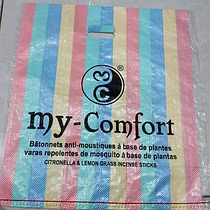 my-Comfort
Bâtonnets anti-moustiques à base de plantes
varas repelentes de mosquito à base de plantas
CITRONELLA & LEMON GRASS INCENSE STICKS